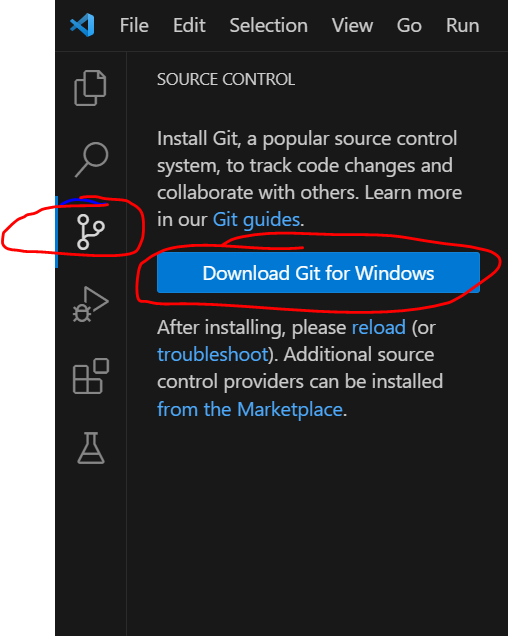 File Edit Selection View Go Run
SOURCE CONTROL
Install Git, a popular source control
system, to track code changes and
collaborate with others. Learn more
in our Git guides.
Download Git for Windows
After installing, please reload (or
troubleshoot). Additional source
control providers can be installed
from the Marketplace.